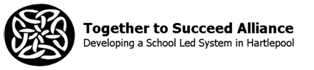 Together to Succeed Alliance
Developing a School Led System in Hartlepool